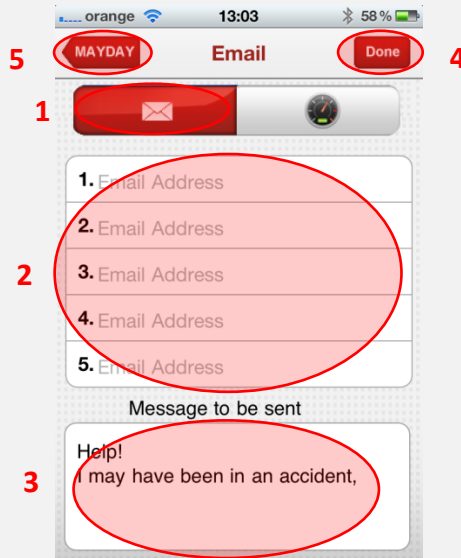 orange 13:03 58%
5 MAYDAY Email Done 4
1
1. Email Address
2. Email Address
2 3. Email Address
4. Email Address
5. Email Address
Message to be sent
Help!
3 I may have been in an accident,